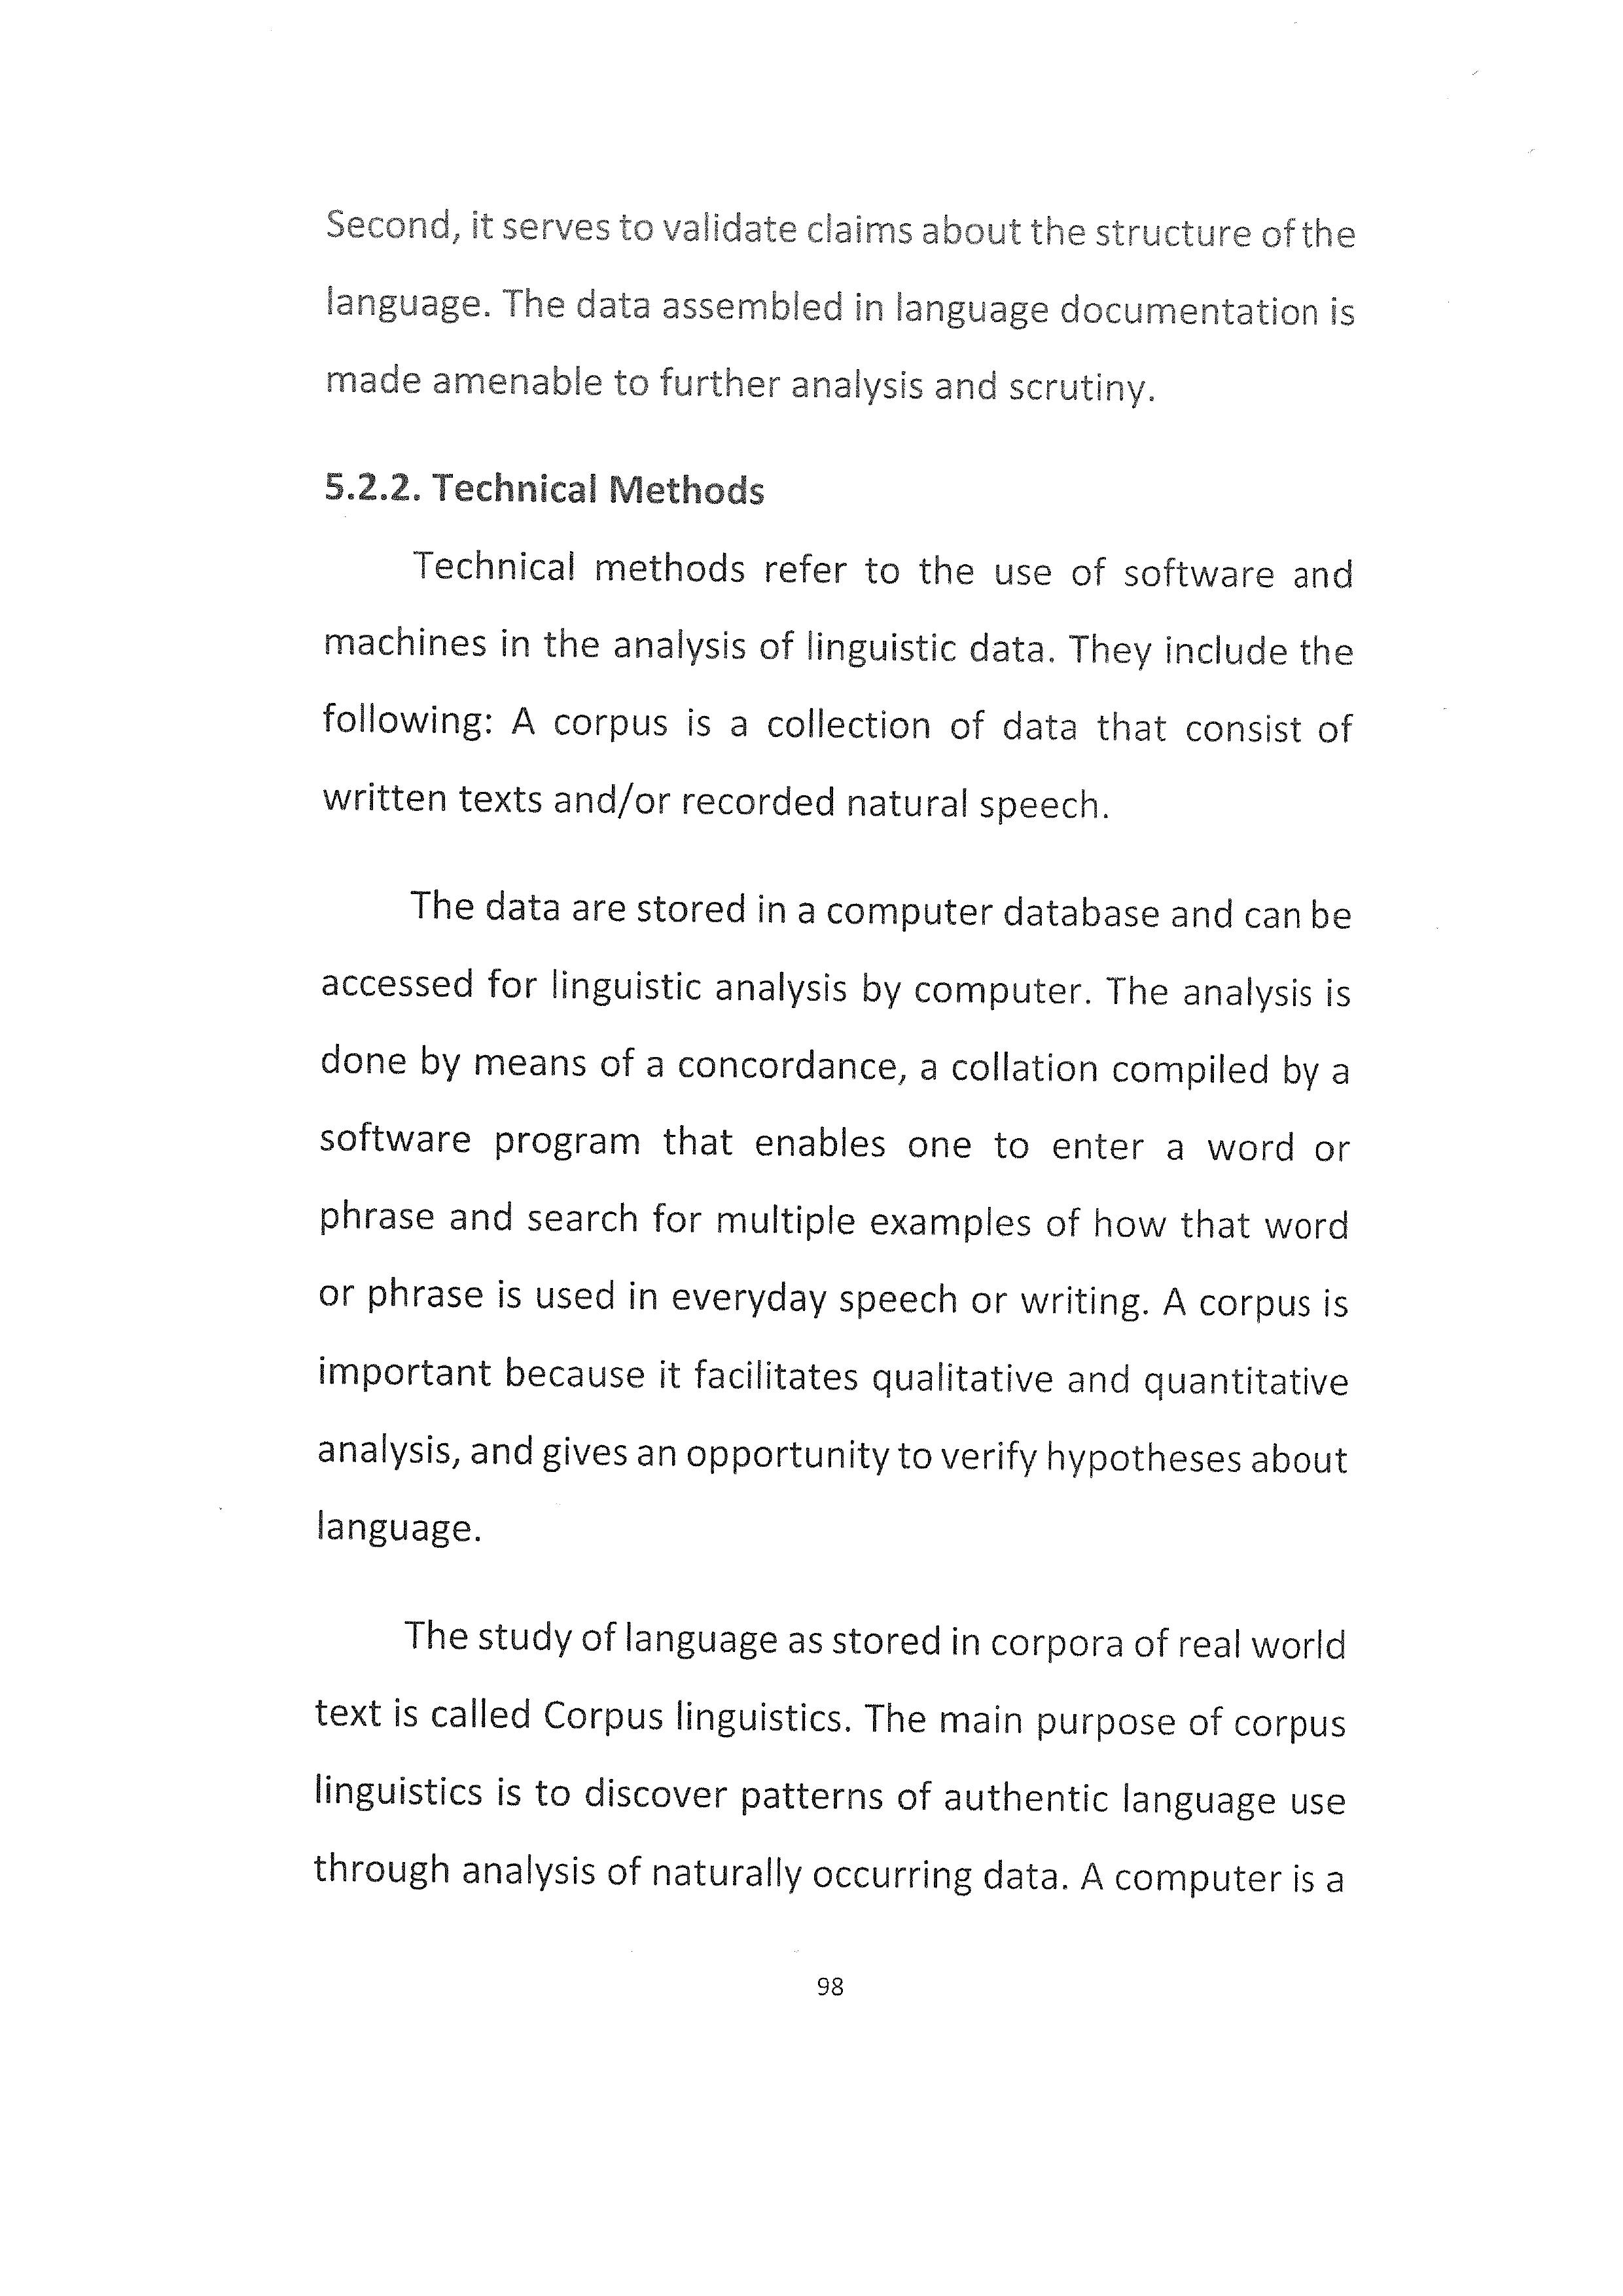 Second, it serves to validate claims about the structure of the
language. The data assembled in language documentation is
made amenable to further analysis and scrutiny.
5.2.2. Technical Methods
Technical methods refer to the use of software and
machines in the analysis of linguistic data. They include the
following: A corpus is a collection of data that consist of
written texts and/or recorded natural speech.
The data are stored in a computer database and can be
accessed for linguistic analysis by computer. The analysis is
done by means of a concordance, a collation compiled by a
software program that enables one to enter a word or
phrase and search for multiple examples of how that word
or phrase is used in everyday speech or writing. A corpus is
important because it facilitates qualitative and quantitative
analysis, and gives an opportunity to verify hypotheses about
language.
The study of language as stored in corpora of real world
text is called Corpus linguistics. The main purpose of corpus
linguistics is to discover patterns of authentic language use
through analysis of naturally occurring data. A computer is a
98